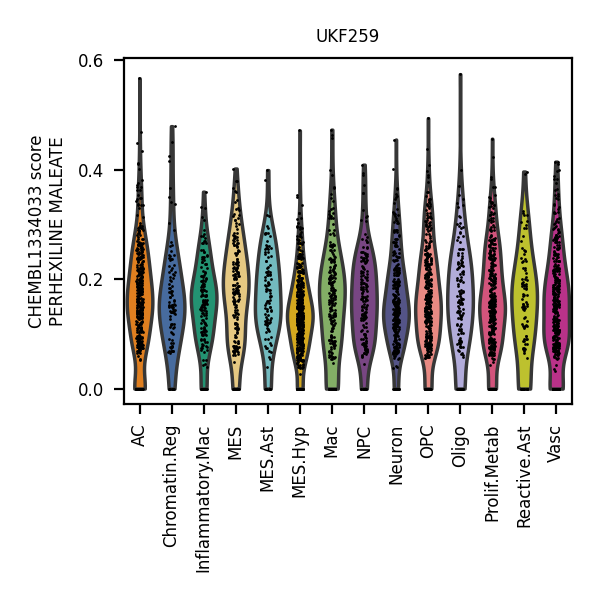 UKF259
CHEMBL1334033 score
PERHEXILINE MALEATE
0.6
0.4
0.2
0.0
AC
Chromatin.Reg
Inflammatory.Mac
MES
MES.Ast
MES.Hyp
Mac
NPC
Neuron
OPC
Oligo
Prolif.Metab
Reactive.Ast
Vasc